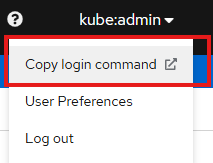 kube:admin
Copy login command
User Preferences
Log out